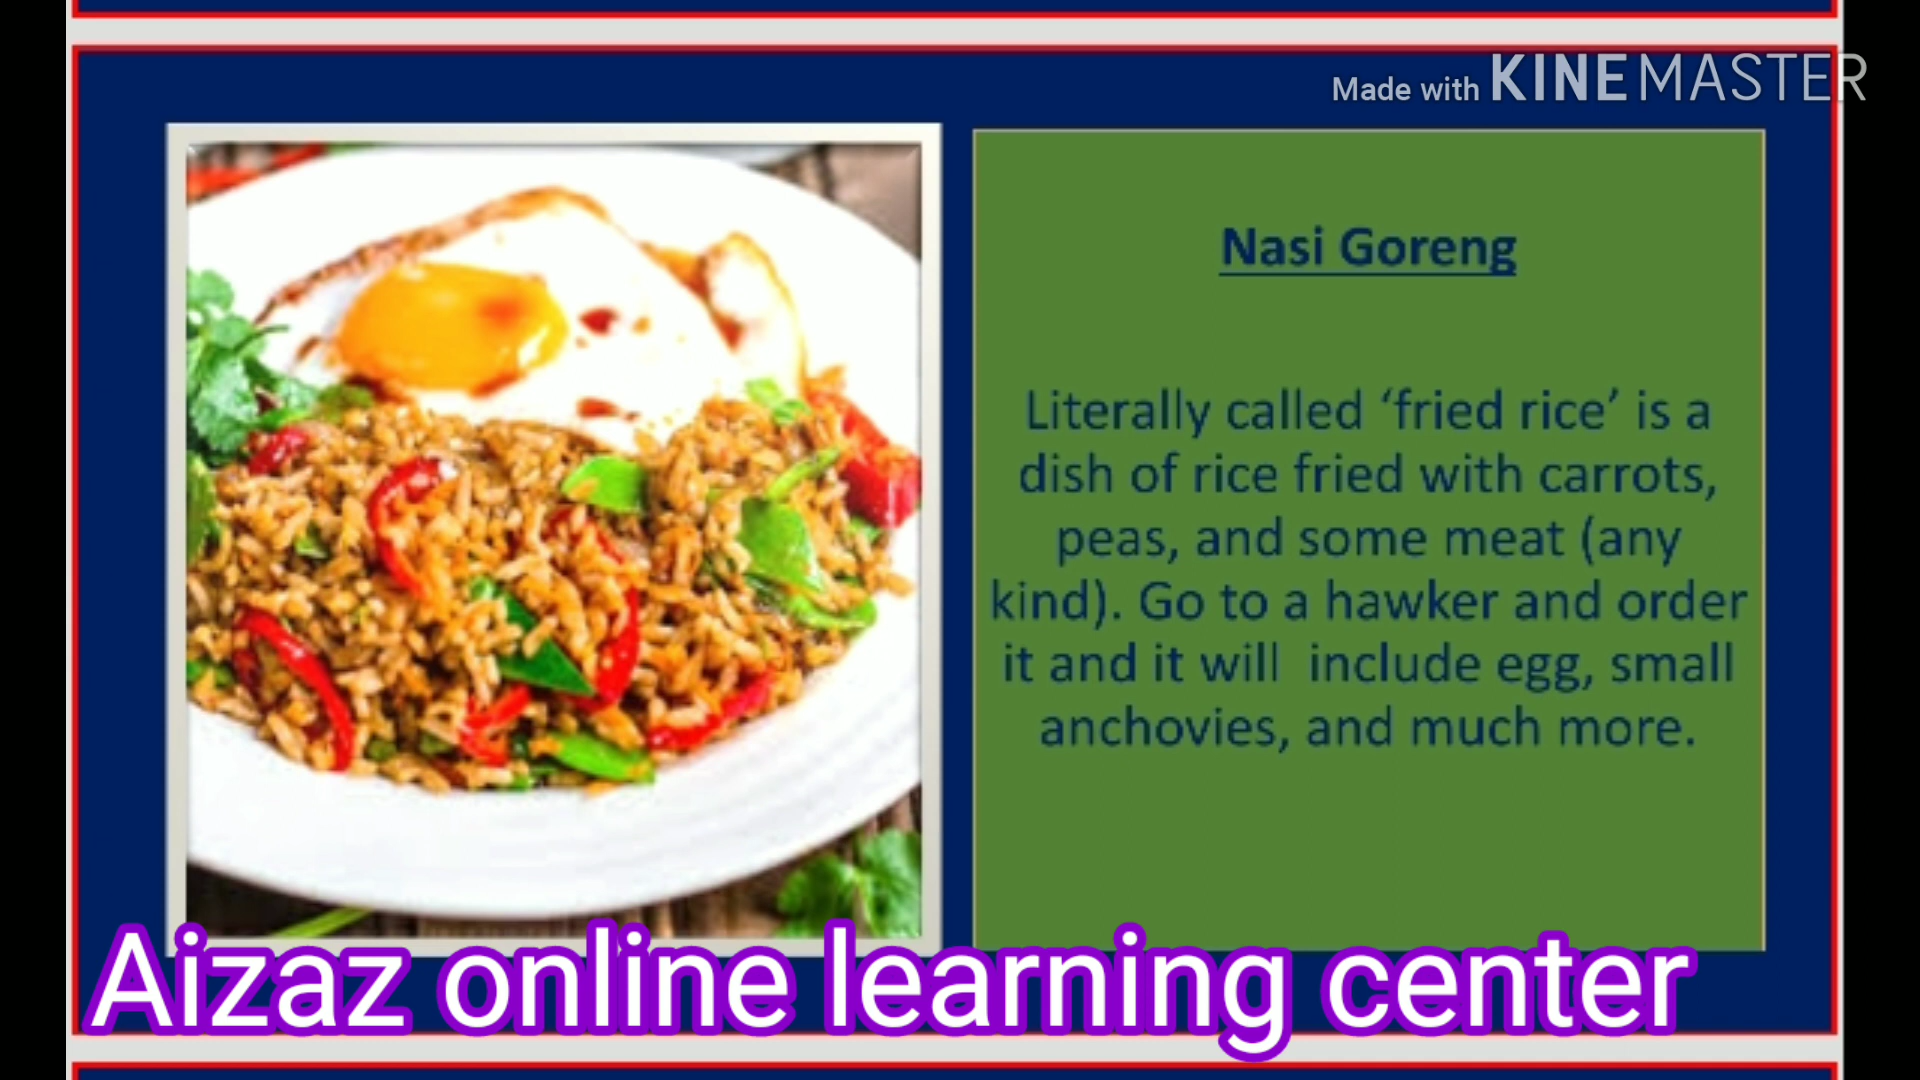 Made with KINEMASTER
Nasi Goreng
Literally called ‘fried rice’ is a
dish of rice fried with carrots,
peas, and some meat (any
kind). Go to a hawker and order
it and it will include egg, small
anchovies, and much more.
Aizaz online learning center